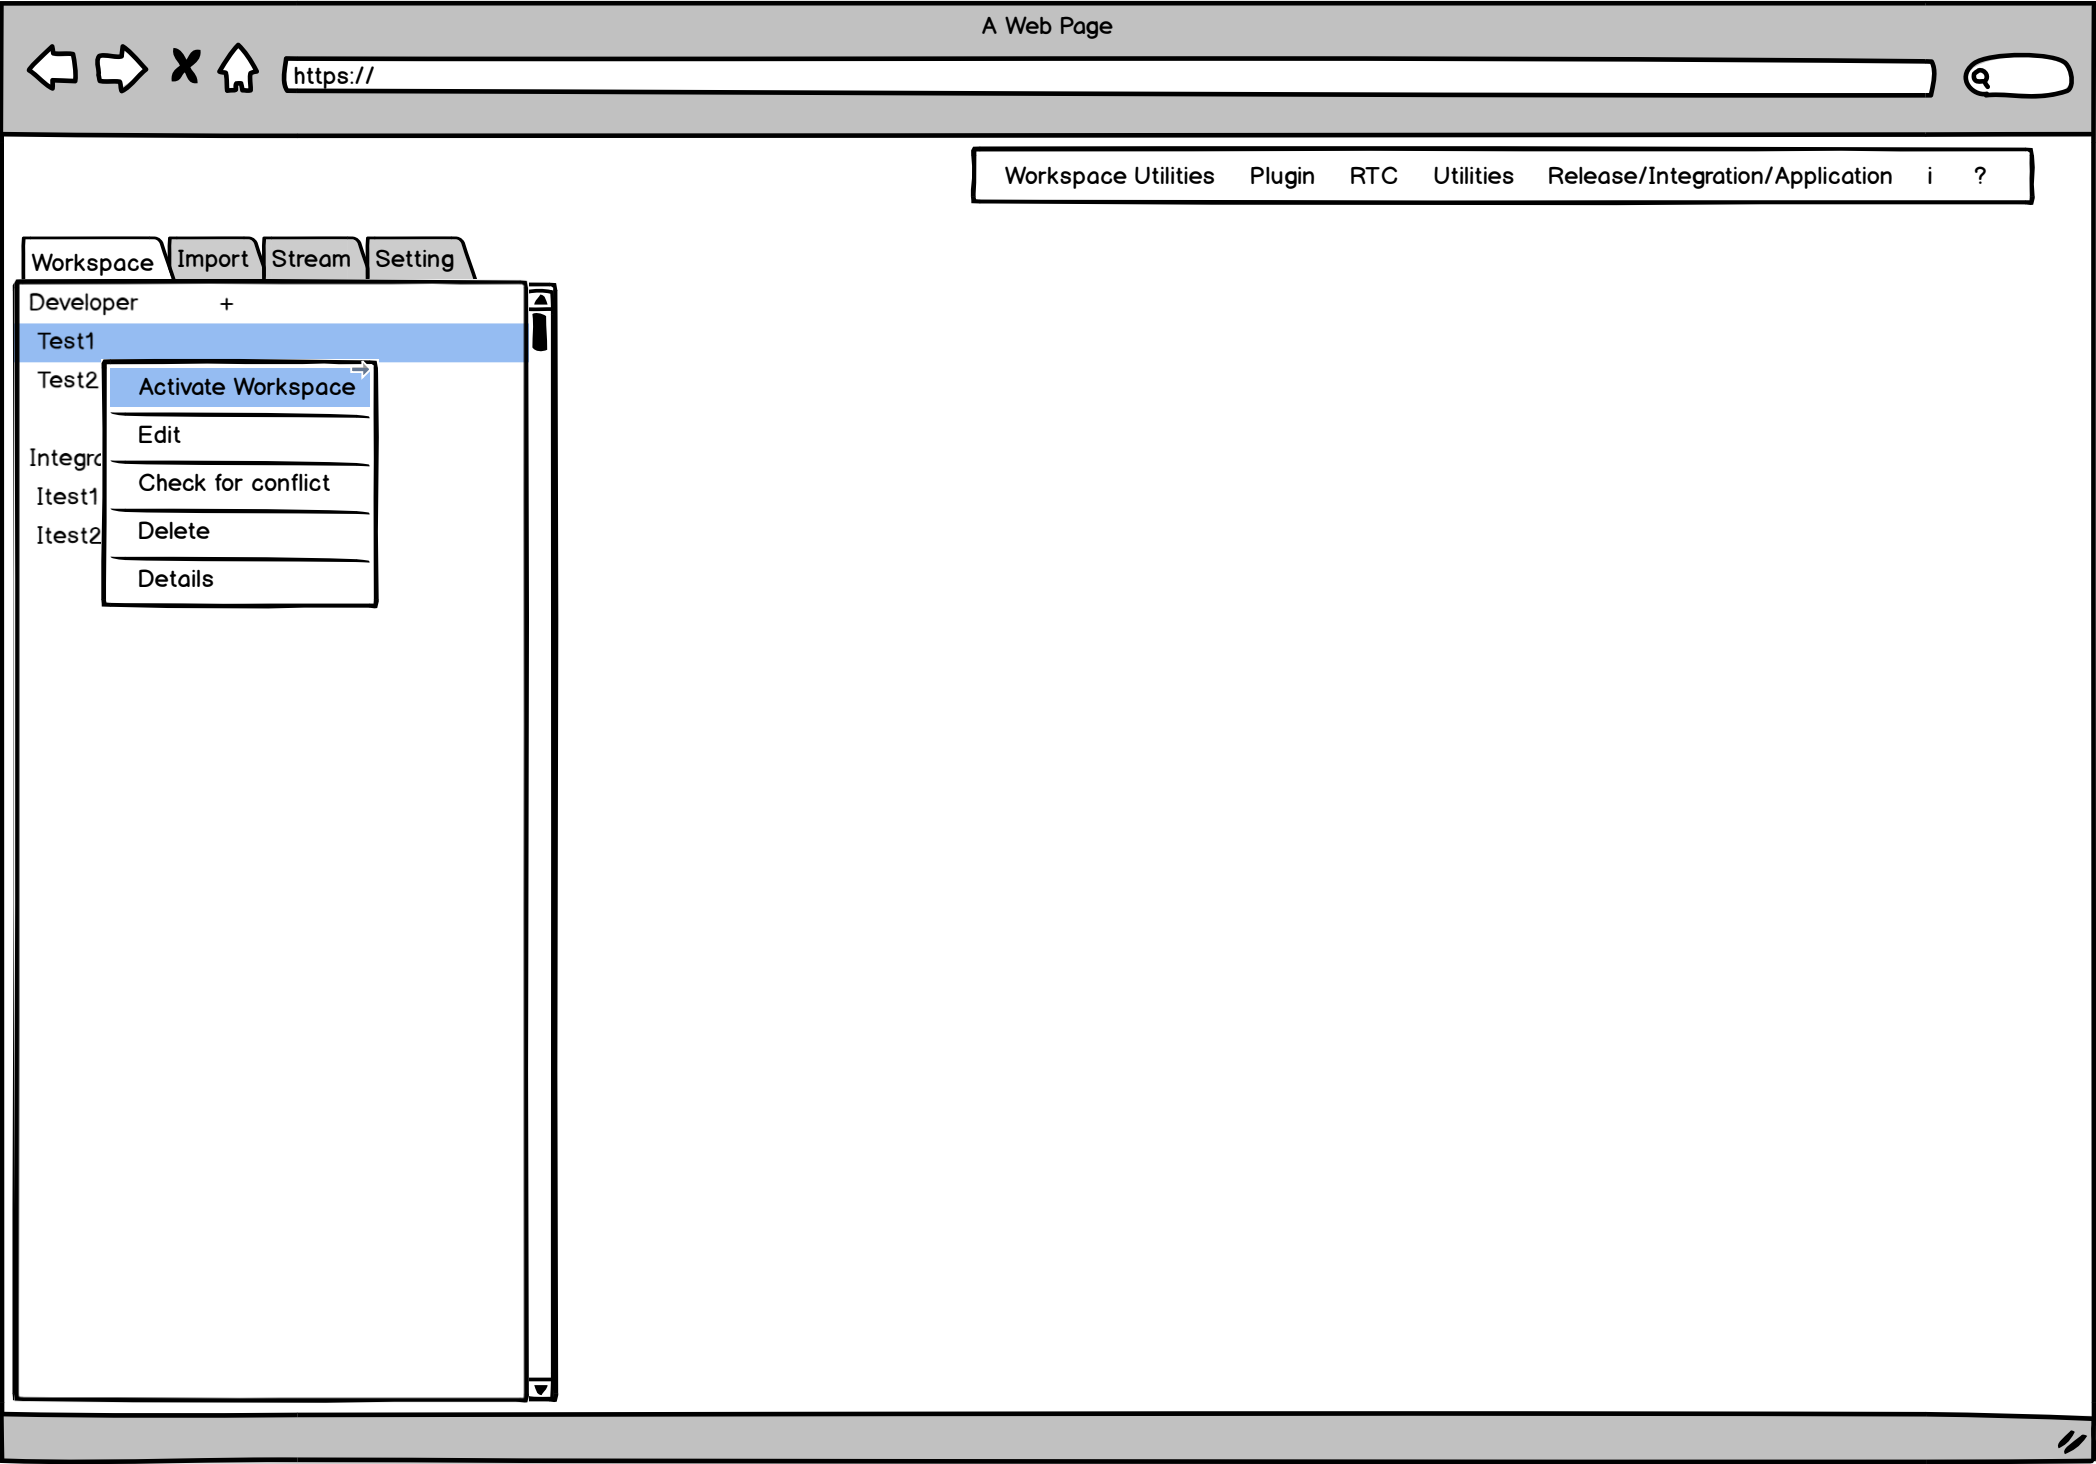 A Web Page
https://
Workspace Utilities Plugin RTC Utilities Release/Integration/Application i ?
Workspace Import Stream Setting
Developer +
Test1
Test2
Activate Workspace
Edit
Check for conflict
Delete
Details
Itest1
Itest2